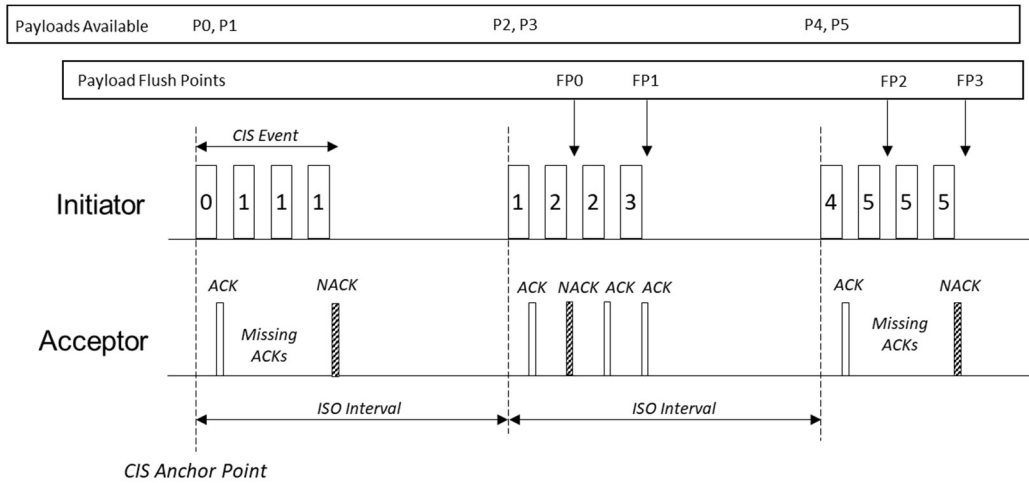 Payloads Available P0, P1 P2, P3 P4, P5
Payload Flush Points FP0 FP1 FP2 FP3
CIS Event
Initiator 0 1 1 1 1 2 2 3 4 5 5 5
ACK NACK ACK NACK ACK ACK ACK NACK
Acceptor Missing ACKs Missing ACKs
ISO Interval ISO Interval
CIS Anchor Point